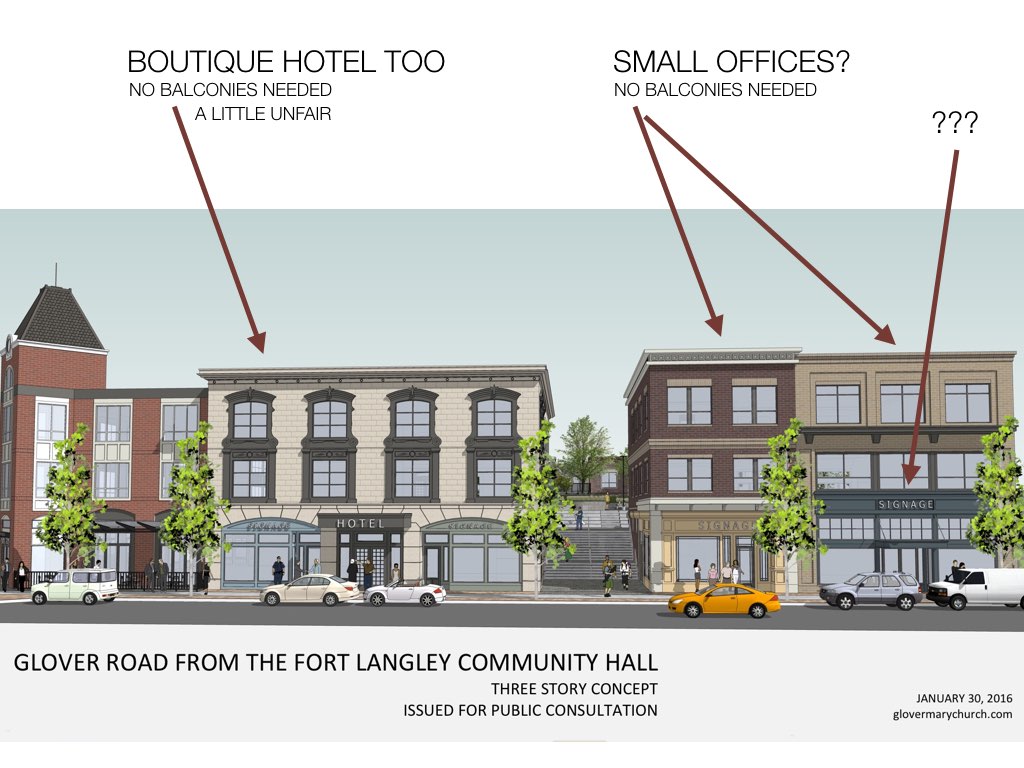 BOUTIQUE HOTEL TOO
NO BALCONIES NEEDED
A LITTLE UNFAIR
SMALL OFFICES?
NO BALCONIES NEEDED
???
SIGNAGE
HOTEL
SIGNAGE
SIGNAGE
SIGNAGE
GLOVER ROAD FROM THE FORT LANGLEY COMMUNITY HALL
THREE STORY CONCEPT
ISSUED FOR PUBLIC CONSULTATION
JANUARY 30, 2016
glovermarychurch.com